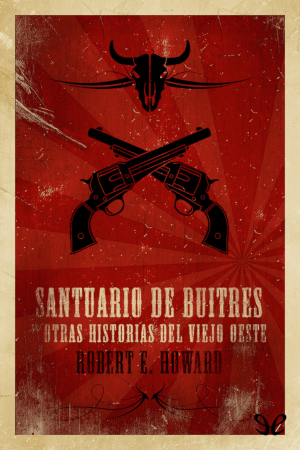 SANTUARIO DE BUITRES
Y OTRAS HISTORIAS DEL VIEJO OESTE
ROBERT E. HOWARD